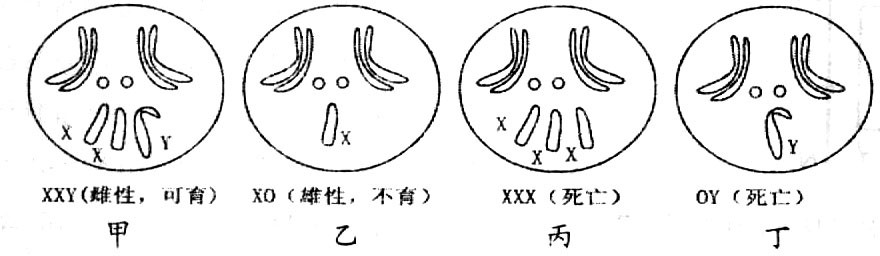 X X Y
X
X X X
Y
XXY(雌性，可育) XO（雄性，不育） XXX（死亡） OY（死亡）
甲 乙 丙 丁